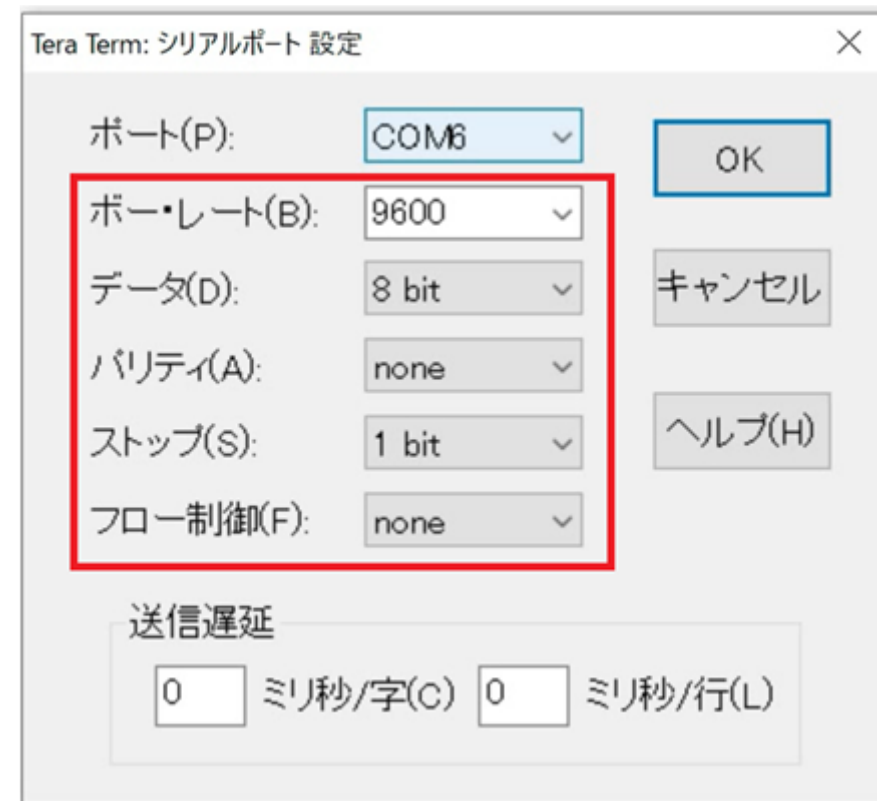 Tera Term: シリアルポート 設定
ポート(P): COM6
OK
ボー・レート(B): 9600
データ(D): 8 bit
キャンセル
パリティ(A): none
ストップ(S): 1 bit
ヘルプ(H)
フロー制御(F): none
送信遅延
0 ミリ秒/字(C) 0 ミリ秒/行(L)